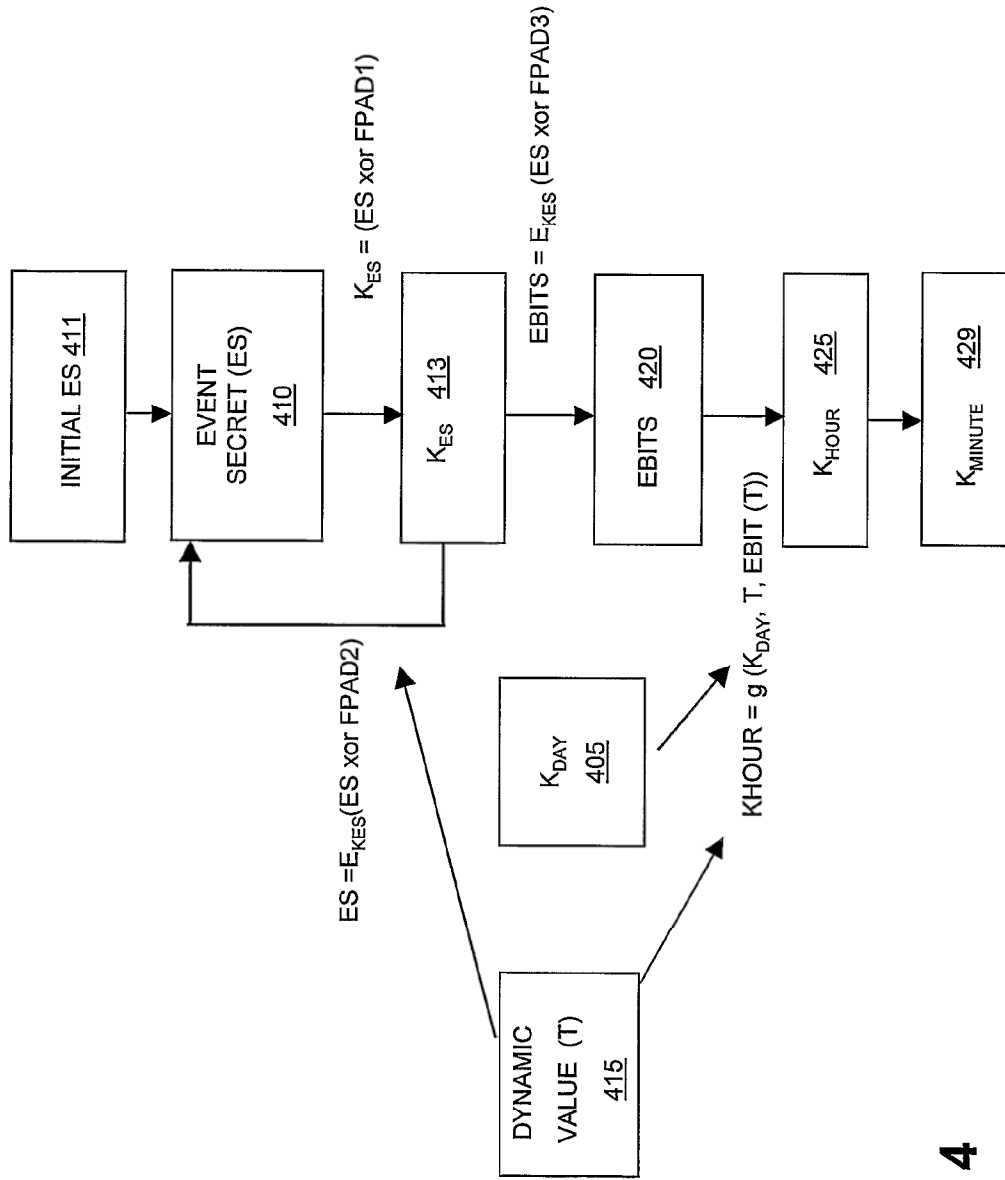 INITIAL ES 411
EVENT
SECRET (ES)
410
K_ES = (ES xor FPAD1)
K_ES 413
ES =E_KES(ES xor FPAD2)
EBITS = E_KES (ES xor FPAD3)
EBITS 420
DYNAMIC
VALUE (T)
415
K_DAY
405
KHOUR = g (K_DAY, T, EBIT (T))
K_HOUR 425
K_MINUTE 429
4